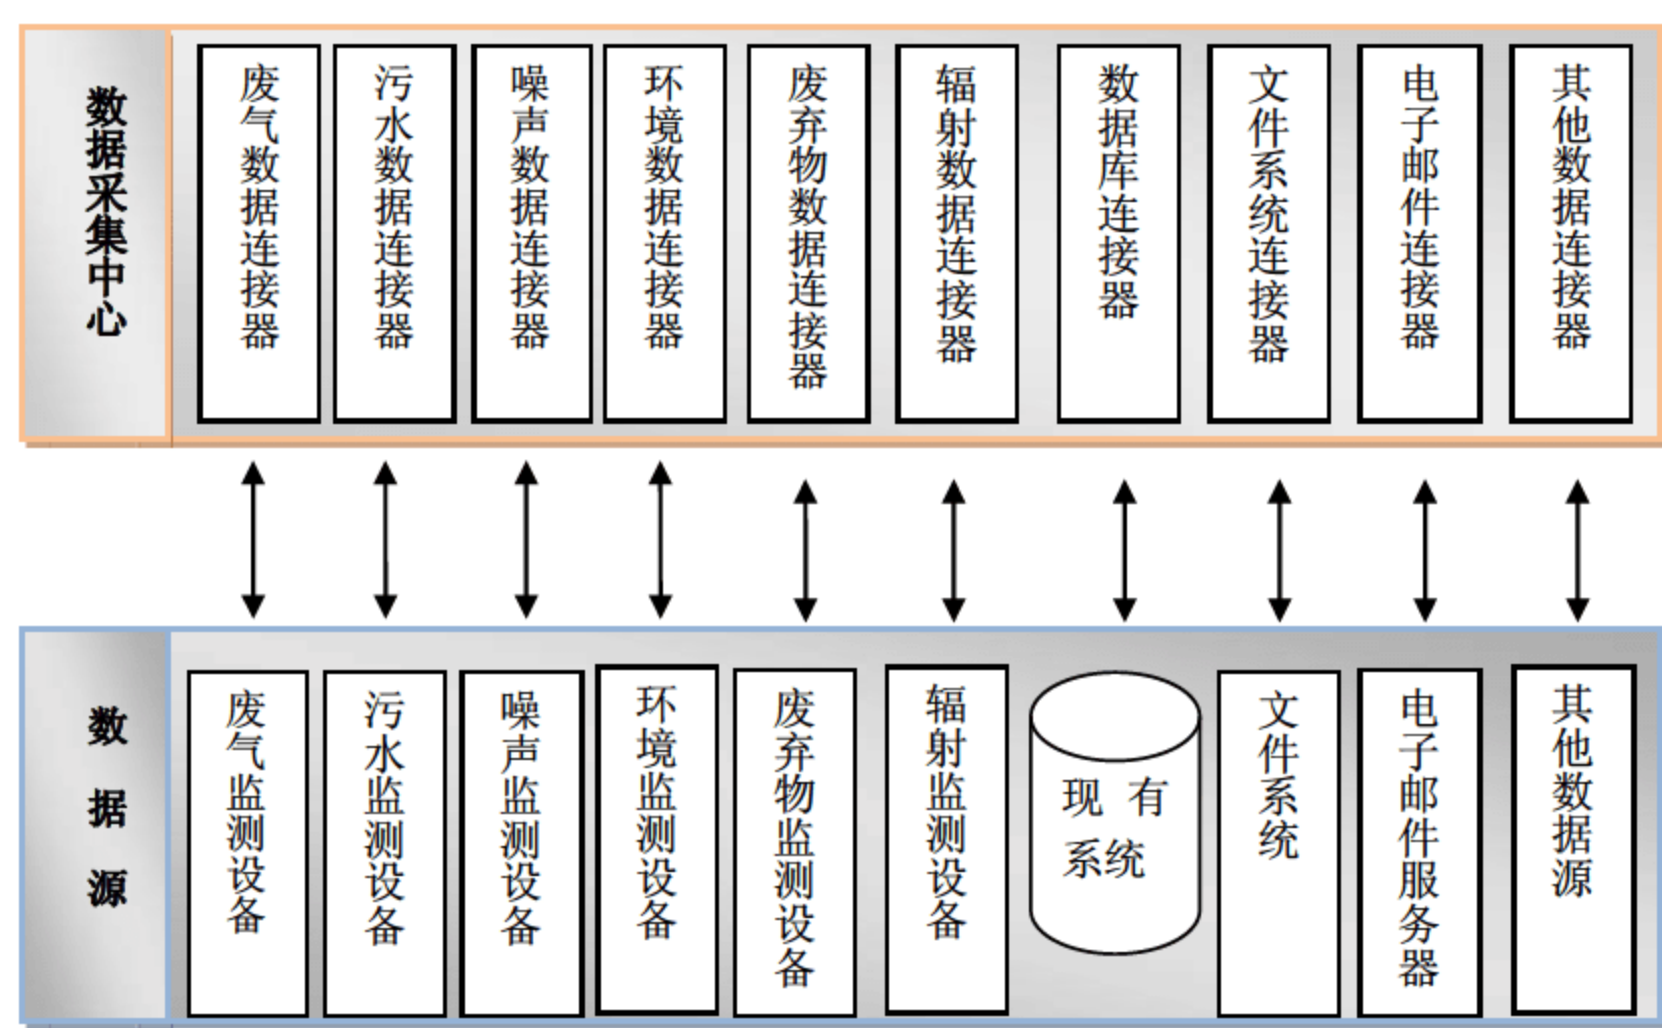 数据采集中心
废气数据连接器
污水数据连接器
噪声数据连接器
环境数据连接器
废弃物数据连接器
辐射数据连接器
数据库连接器
文件系统连接器
电子邮件连接器
其他数据连接器
数据源
废气监测设备
污水监测设备
噪声监测设备
环境监测设备
废弃物监测设备
辐射监测设备
现有
系统
文件系统
电子邮件服务器
其他数据源